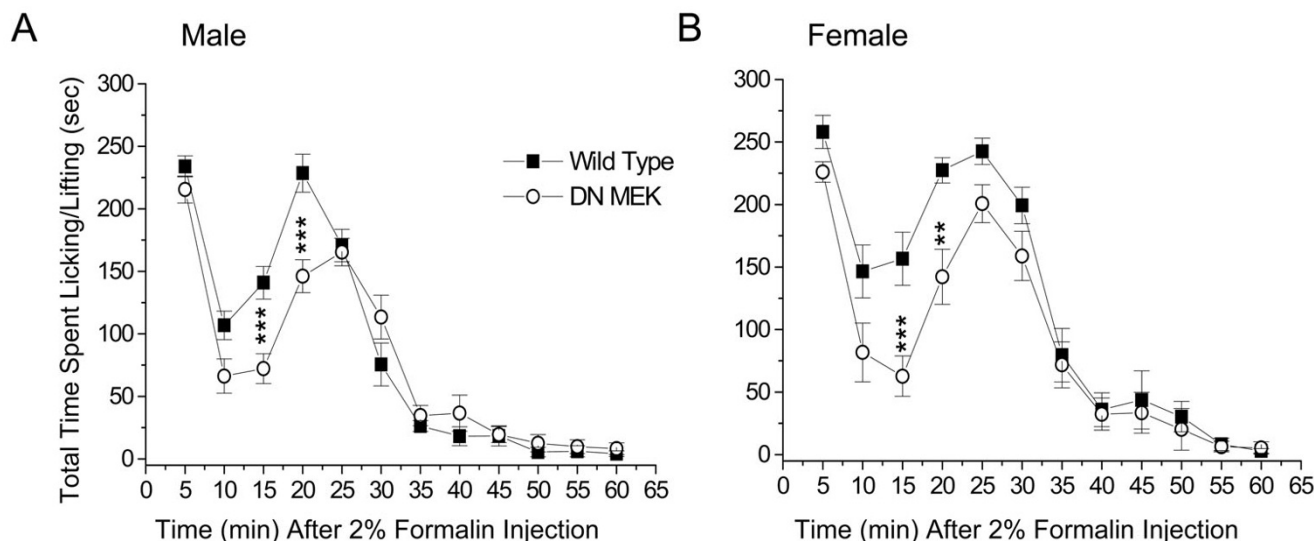 A
Male
Total Time Spent Licking/Lifting (sec)
300
250
200
150
100
50
0
Wild Type
DN MEK
***
***
0 5 10 15 20 25 30 35 40 45 50 55 60 65
Time (min) After 2% Formalin Injection
B
Female
300
250
200
150
100
50
0
**
***
0 5 10 15 20 25 30 35 40 45 50 55 60 65
Time (min) After 2% Formalin Injection